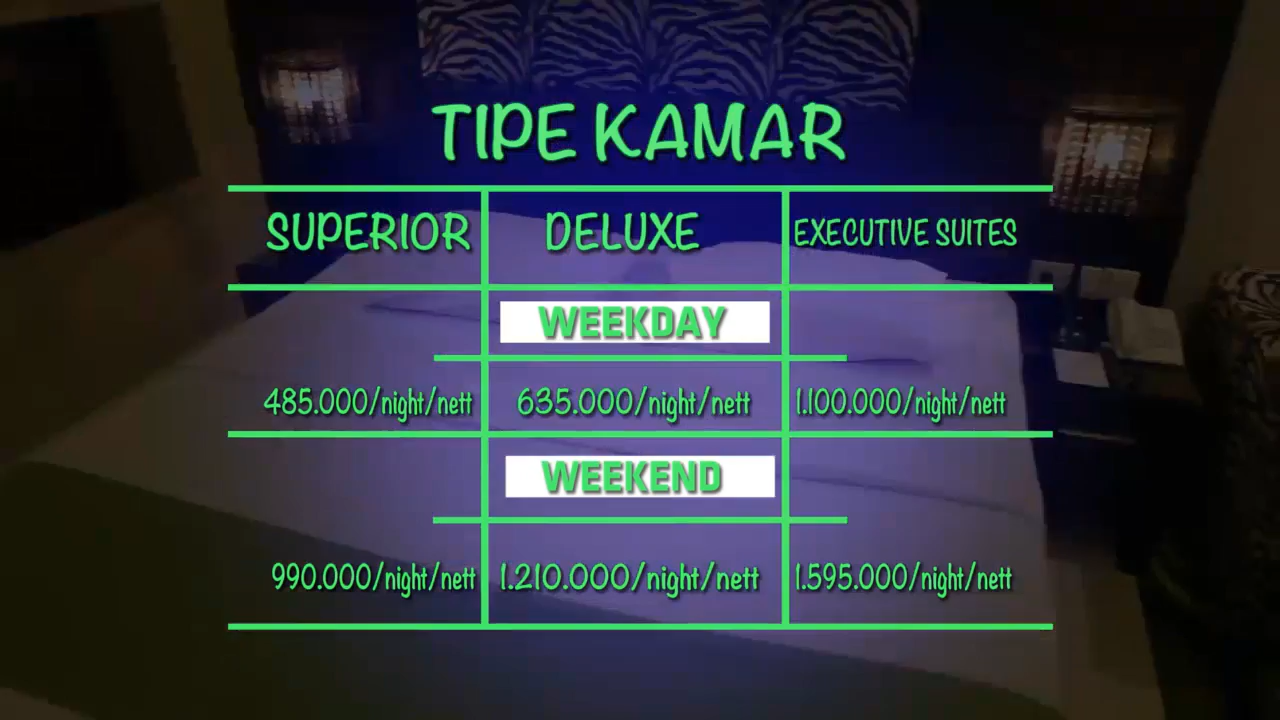 TIPE KAMAR
SUPERIOR DELUXE EXECUTIVE SUITES
WEEKDAY
485.000/night/nett 635.000/night/nett 1.100.000/night/nett
WEEKEND
990.000/night/nett 1.210.000/night/nett 1.595.000/night/nett